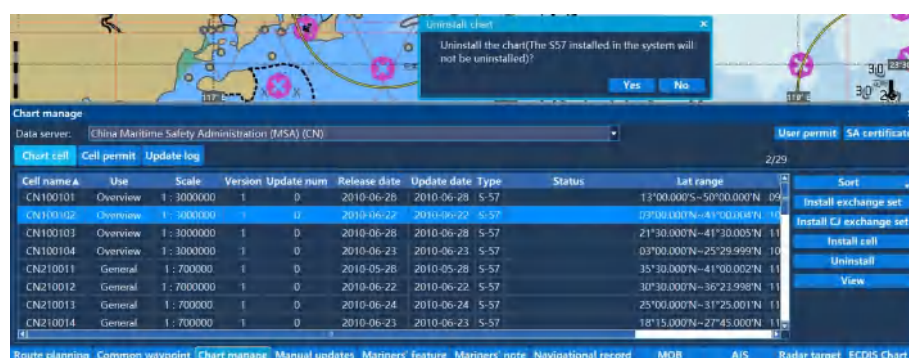 Uninstall chart
Uninstall the chart(The S57 installed in the system will
not be uninstalled)?
Yes No
117° E
118° E
Chart manage
Data server: China Maritime Safety Administration (MSA) (CN) User permit SA certificate
Chart cell Cell permit Update log 2/29
Cell name Use Scale Version Update num Release date Update date Type Status Lat range Sort
CN100101 Overview 1 : 3000000 1 0 2010-06-28 2010-06-28 S-57 13°00.000'S~50°00.000'N 09
Install exchange set
CN100102 Overview 1 : 3000000 1 0 2010-06-22 2010-06-22 S-57 03°00.000'N~41°00.004'N 10
Install CJ exchange set
CN100103 Overview 1 : 3000000 1 0 2010-06-28 2010-06-28 S-57 21°30.000'N~41°30.005'N 11
Install cell
CN100104 Overview 1 : 3000000 1 0 2010-06-23 2010-06-23 S-57 03°00.000'N~25°29.999'N 10
Uninstall
CN210011 General 1 : 700000 1 0 2010-05-28 2010-05-28 S-57 35°30.000'N~41°00.002'N 11
View
CN210012 General 1 : 700000 1 0 2010-06-22 2010-06-22 S-57 30°30.000'N~36°23.998'N 11
CN210013 General 1 : 700000 1 0 2010-06-24 2010-06-24 S-57 25°10.000'N~31°25.001'N 11
CN210014 General 1 : 700000 1 0 2010-06-23 2010-06-23 S-57 18°15.000'N~27°45.000'N 11
Route planning Common waypoint Chart manage Manual updates Mariners' feature Mariners' note Navigational record MOB AIS Radar target ECDIS Chart